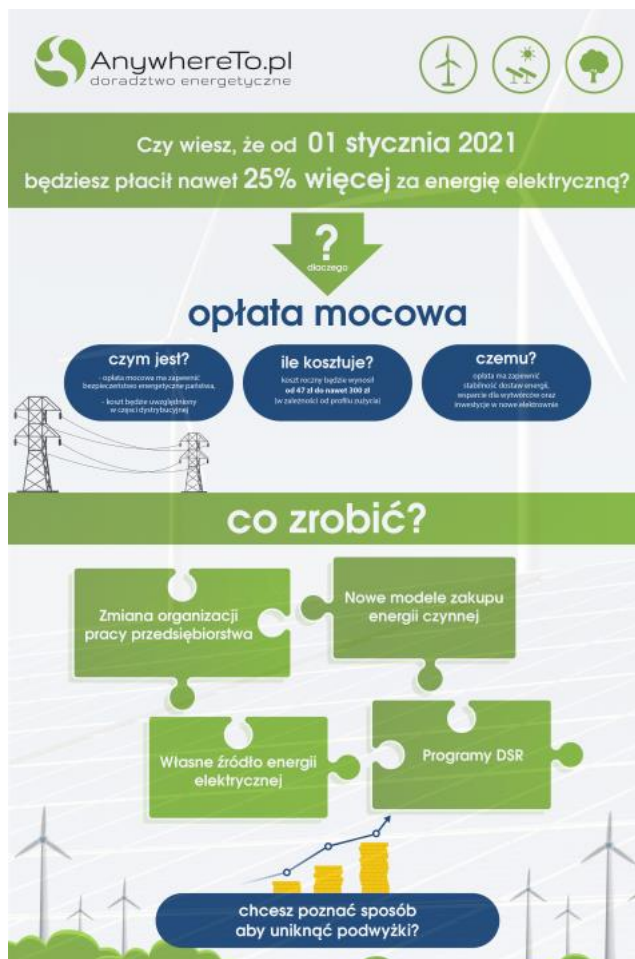 AnywhereTo.pl
doradztwo energetyczne
Czy wiesz, że od 01 stycznia 2021
będziesz płacił nawet 25% więcej za energię elektryczną?
?
dlaczego
opłata mocowa
czym jest?
- opłata mocowa ma zapewnić
bezpieczeństwo energetyczne państwa,
- koszt będzie uwzględniony
w części dystrybucyjnej
ile kosztuje?
koszt roczny będzie wynosił
od 47 zł do nawet 300 zł
(w zależności od profilu zużycia)
czemu?
opłata ma zapewnić
stabilność dostaw energii,
wsparcie dla wytwórców oraz
inwestycje w nowe elektrownie
co zrobić?
Zmiana organizacji
pracy przedsiębiorstwa
Nowe modele zakupu
energii czynnej
Własne źródło energii
elektrycznej
Programy DSR
chcesz poznać sposób
aby uniknąć podwyżki?